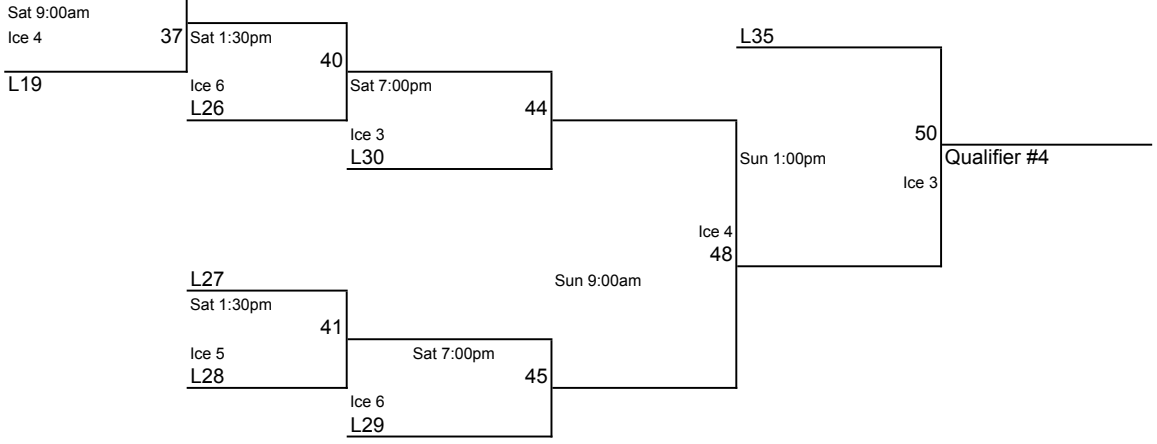 Sat 9:00am
Ice 4
37
L19
Sat 1:30pm
40
Ice 6
L26
Sat 7:00pm
44
Ice 3
L30
L35
50
Qualifier #4
Sun 1:00pm
Ice 3
Ice 4
48
Sun 9:00am
L27
Sat 1:30pm
41
Ice 5
L28
Sat 7:00pm
45
Ice 6
L29